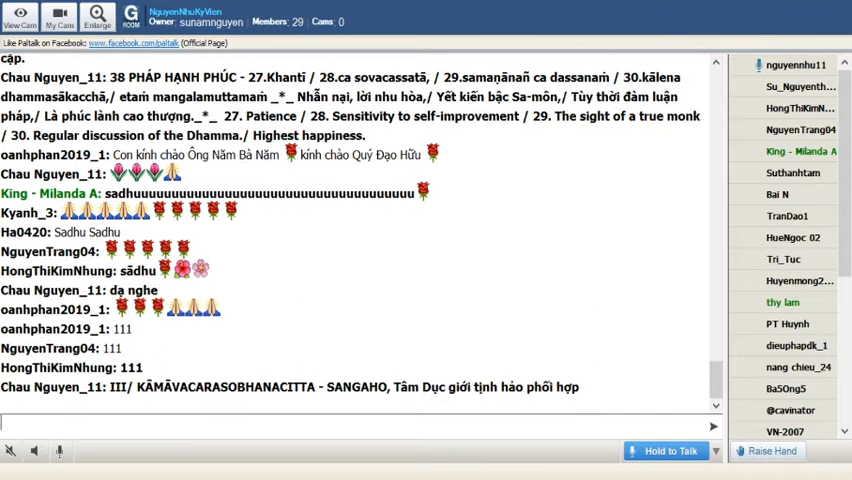 View Cam
My Cams
Enlarge
G
ROOM
NguyenNhuKyVien
Owner: sunamnguyen Members: 29 Cams: 0
Like Paltalk on Facebook: www.facebook.com/paltalk (Official Page)
cập.
Chau Nguyen_11: 38 PHÁP HẠNH PHÚC - 27.Khantī / 28.ca sovacassatā, / 29.samaṇānañ ca dassanaṁ / 30.kālena
dhammasākacchā,/ etaṁ mangalamuttamaṁ _*_ Nhẫn nại, lời nhu hòa,/ Yết kiến bậc Sa-môn,/ Tùy thời đàm luận
pháp,/ Là phúc lành cao thượng._*_ 27. Patience / 28. Sensitivity to self-improvement / 29. The sight of a true monk
/ 30. Regular discussion of the Dhamma./ Highest happiness.
oanhphan2019_1: Con kính chào Ông Năm Bà Năm kính chào Quý Đạo Hữu
Chau Nguyen_11:
King - Milanda A: sadhuuuuuuuuuuuuuuuuuuuuuuuuuuuuuuuuuuuuu
Kyanh_3:
Ha0420: Sadhu Sadhu
NguyenTrang04:
HongThiKimNhung: sādhu
Chau Nguyen_11: dạ nghe
oanhphan2019_1:
oanhphan2019_1: 111
NguyenTrang04: 111
HongThiKimNhung: 111
Chau Nguyen_11: III/ KĀMĀVACARASOBHANACITTA - SANGAHO, Tâm Dục giới tịnh hảo phối hợp
Hold to Talk
nguyennhu11
Su_Nguyenth...
HongThiKimN...
NguyenTrang04
King - Milanda A
Suthanhtam
Bai N
TranDao1
HueNgoc 02
Tri_Tuc
Huyenmong2...
thy lam
PT Huynh
dieuphapdk_1
nang chieu_24
Ba5Ong5
@cavinator
VN-2007
Raise Hand